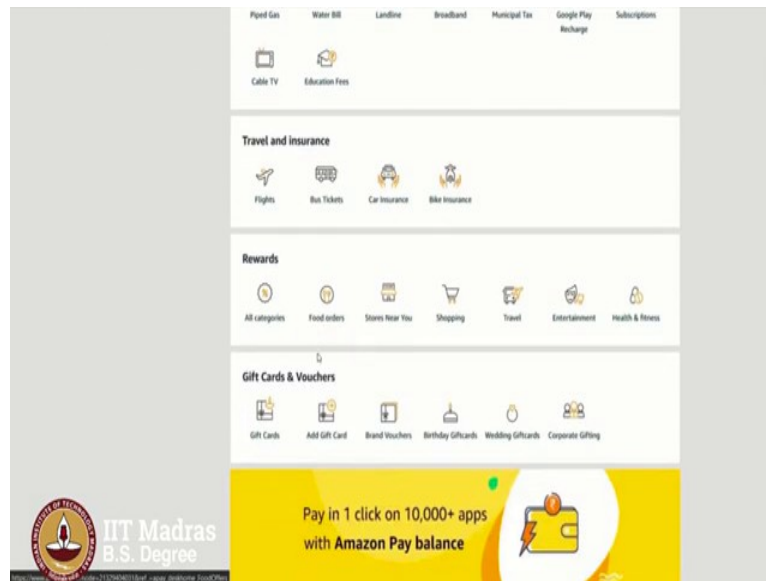 Piped Gas Water Bill Landline Broadband Municipal Tax Google Play Recharge Subscriptions
Cable TV Education Fees
Travel and insurance
Flights Bus Tickets Car Insurance Bike Insurance
Rewards
All categories Food orders Stores Near You Shopping Travel Entertainment Health & fitness
Gift Cards & Vouchers
Gift Cards Add Gift Card Brand Vouchers Birthday Giftcards Wedding Giftcards Corporate Gifting
Pay in 1 click on 10,000+ apps
with Amazon Pay balance
IIT Madras
B.S. Degree